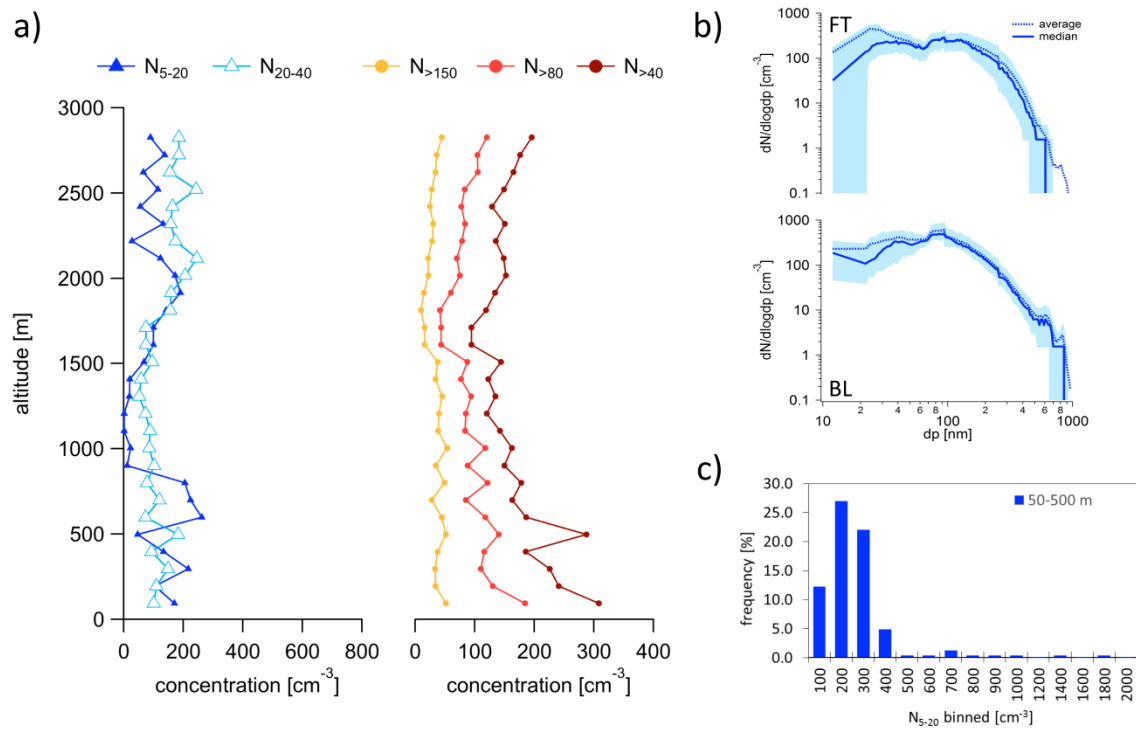 a)
N5-20 N20-40 N>150 N>80 N>40
3000
2500
2000
1500
1000
500
0
altitude [m]
0 200 400 600 800
concentration [cm-3]
0 100 200 300 400
concentration [cm-3]
b)
FT
average
median
1000
100
10
1
0.1
dN/dlogdp [cm-3]
1000
100
10
1
0.1
dN/dlogdp [cm-3]
BL
10 2 4 6 8 100 2 4 6 8 1000
dp [nm]
c)
50-500 m
30.0
25.0
20.0
15.0
10.0
5.0
0.0
frequency [%]
100 200 300 400 500 600 700 800 900 1000 1200 1400 1600 1800 2000
N5-20 binned [cm-3]